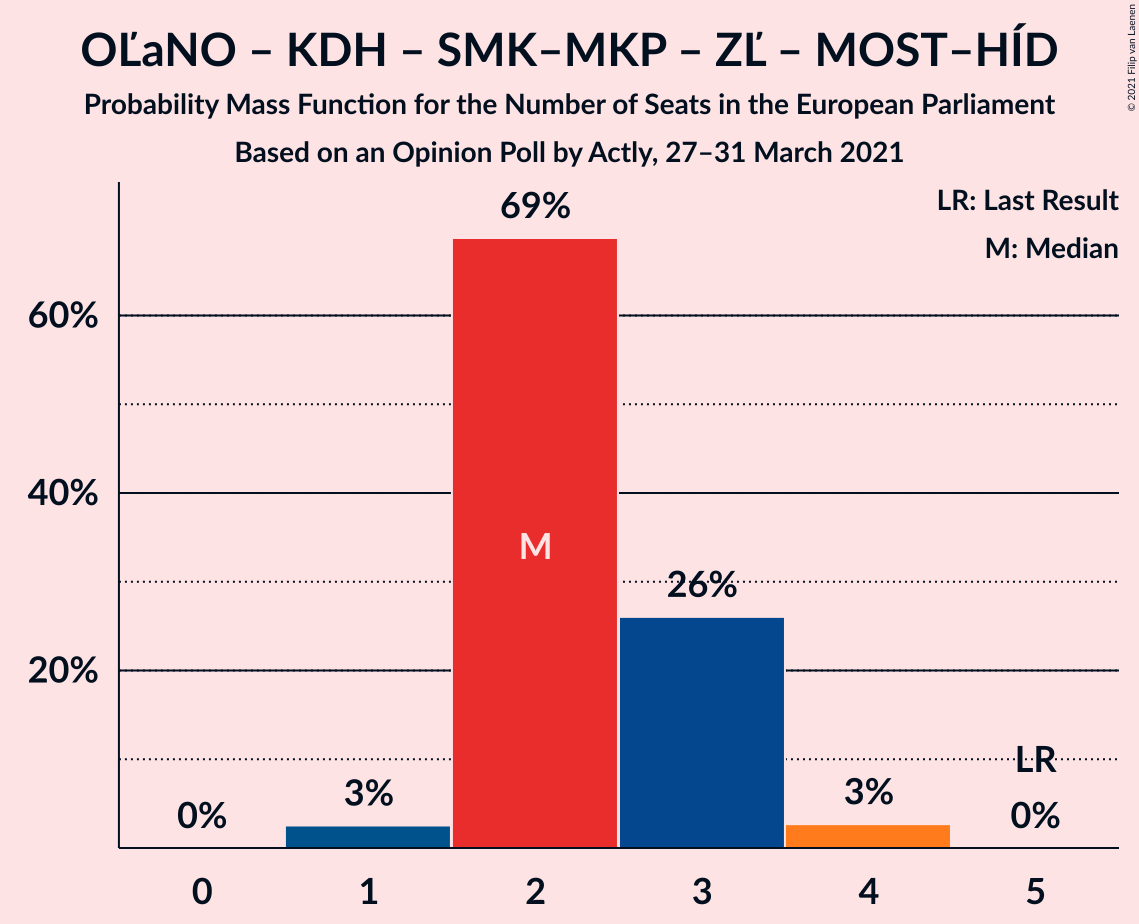 OĽaNO – KDH – SMK–MKP – ZĽ – MOST–HÍD
Probability Mass Function for the Number of Seats in the European Parliament
Based on an Opinion Poll by Actly, 27–31 March 2021
© 2021 Filip van Laenen
LR: Last Result
M: Median
69%
60%
40%
M
26%
20%
LR
3%
3%
0%
0%
0 1 2 3 4 5